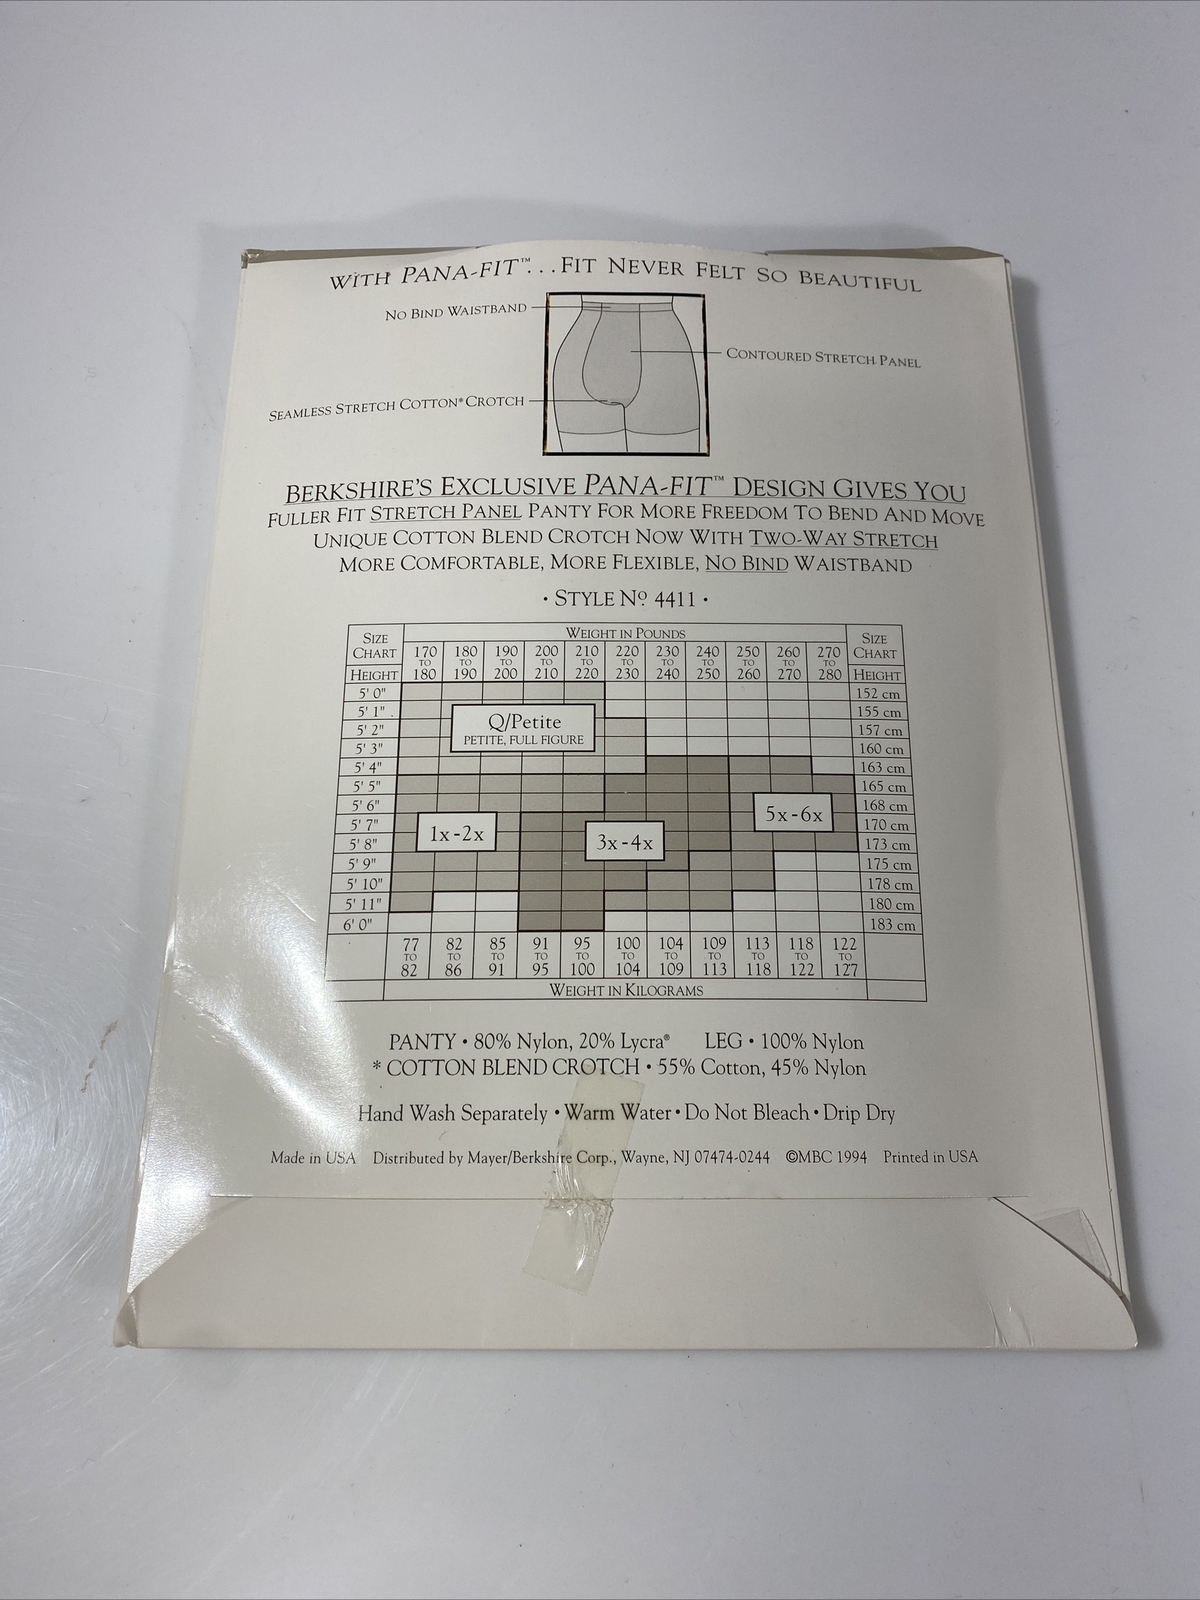 WITH PANA-FIT™...FIT NEVER FELT SO BEAUTIFUL
NO BIND WAISTBAND
CONTOURED STRETCH PANEL
SEAMLESS STRETCH COTTON* CROTCH
BERKSHIRE'S EXCLUSIVE PANA-FIT™ DESIGN GIVES YOU
FULLER FIT STRETCH PANEL PANTY FOR MORE FREEDOM TO BEND AND MOVE
UNIQUE COTTON BLEND CROTCH NOW WITH TWO-WAY STRETCH
MORE COMFORTABLE, MORE FLEXIBLE, NO BIND WAISTBAND
• STYLE Nº 4411 •
SIZE CHART WEIGHT IN POUNDS SIZE CHART
170 TO 180 180 TO 190 190 TO 200 200 TO 210 210 TO 220 220 TO 230 230 TO 240 240 TO 250 250 TO 260 260 TO 270 270 TO 280
HEIGHT HEIGHT
5' 0" 152 cm
5' 1" 155 cm
5' 2" 157 cm
5' 3" 160 cm
5' 4" 163 cm
5' 5" 165 cm
5' 6" 168 cm
5' 7" 170 cm
5' 8" 173 cm
5' 9" 175 cm
5' 10" 178 cm
5' 11" 180 cm
6' 0" 183 cm
Q/Petite
PETITE, FULL FIGURE
1x-2x
3x-4x
5x-6x
77 TO 82 82 TO 86 85 TO 91 91 TO 95 95 TO 100 100 TO 104 104 TO 109 109 TO 113 113 TO 118 118 TO 122 122 TO 127
WEIGHT IN KILOGRAMS
PANTY • 80% Nylon, 20% Lycra® LEG • 100% Nylon
* COTTON BLEND CROTCH • 55% Cotton, 45% Nylon
Hand Wash Separately • Warm Water • Do Not Bleach • Drip Dry
Made in USA Distributed by Mayer/Berkshire Corp., Wayne, NJ 07474-0244 ©MBC 1994 Printed in USA